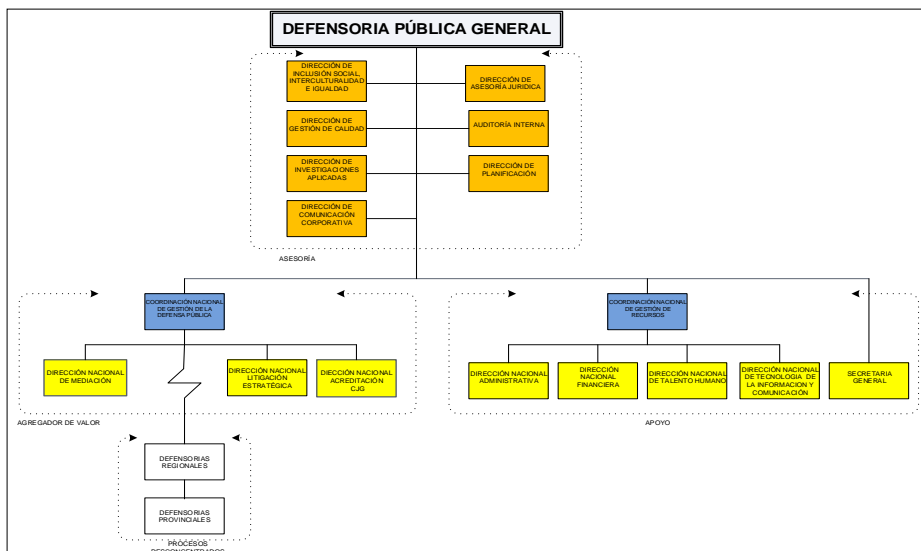 DEFENSORIA PÚBLICA GENERAL
DIRECCIÓN DE
INCLUSIÓN SOCIAL,
INTERCULTURALIDAD
E IGUALDAD
DIRECCIÓN DE
ASESORÍA JURIDICA
DIRECCIÓN DE
GESTIÓN DE CALIDAD
AUDITORÍA INTERNA
DIRECCIÓN DE
INVESTIGACIONES
APLICADAS
DIRECCIÓN DE
PLANIFICACIÓN
DIRECCIÓN DE
COMUNICACIÓN
CORPORATIVA
ASESORÍA
COORDINACIÓN NACIONAL
DE GESTIÓN DE LA
DEFENSA PÚBLICA
COORDINACIÓN NACIONAL
DE GESTIÓN DE
RECURSOS
DIRECCIÓN NACIONAL
DE MEDIACIÓN
DIRECCIÓN NACIONAL
LITIGACIÓN
ESTRATÉGICA
DIECCIÓN NACIONAL
ACREDITACIÓN
CJG
DIRECCIÓN NACIONAL
ADMINISTRATIVA
DIRECCIÓN
NACIONAL
FINANCIERA
DIRECCIÓN NACIONAL
DE TALENTO HUMANO
DIRECCIÓN NACIONAL
DE TECNOLOGIA DE
LA INFORMACION Y
COMUNICACIÓN
SECRETARIA
GENERAL
AGREGADOR DE VALOR
APOYO
DEFENSORIAS
REGIONALES
DEFENSORIAS
PROVINCIALES
PROCESOS
DESCONCENTRADOS